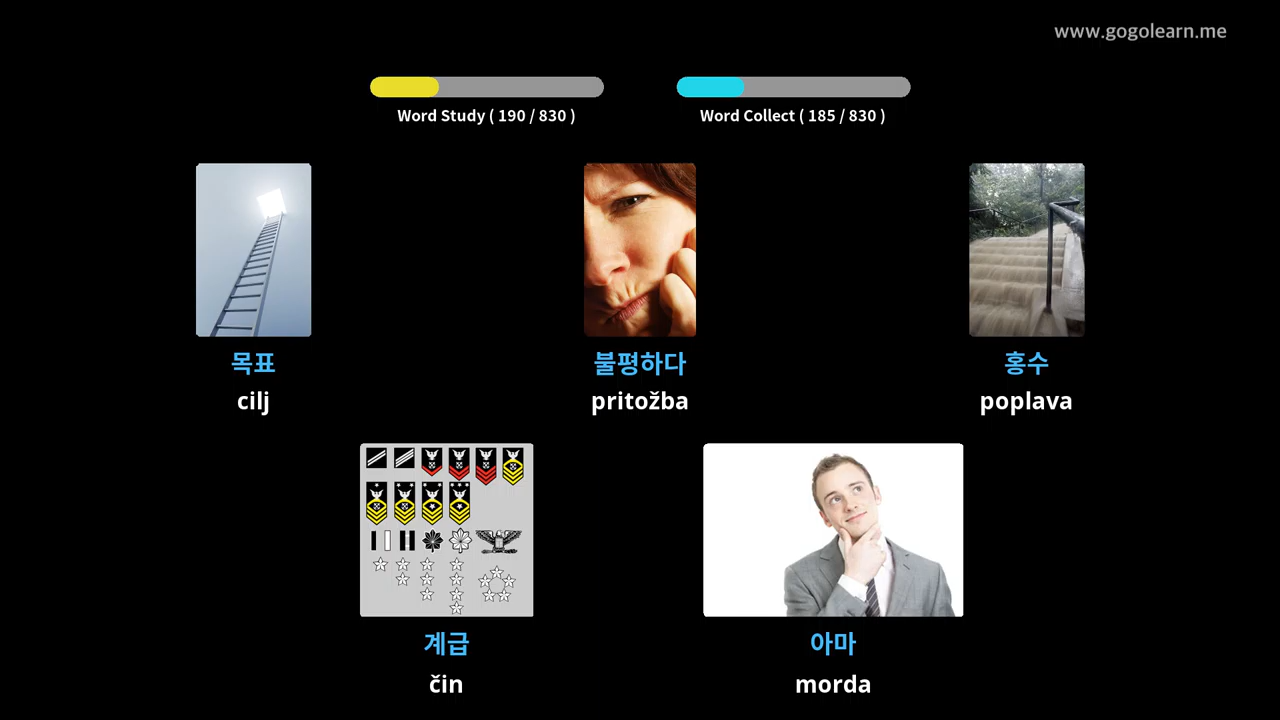 www.gogolearn.me
Word Study ( 190 / 830 )
Word Collect ( 185 / 830 )
목표
불평하다
홍수
cilj
pritožba
poplava
계급
아마
čin
morda